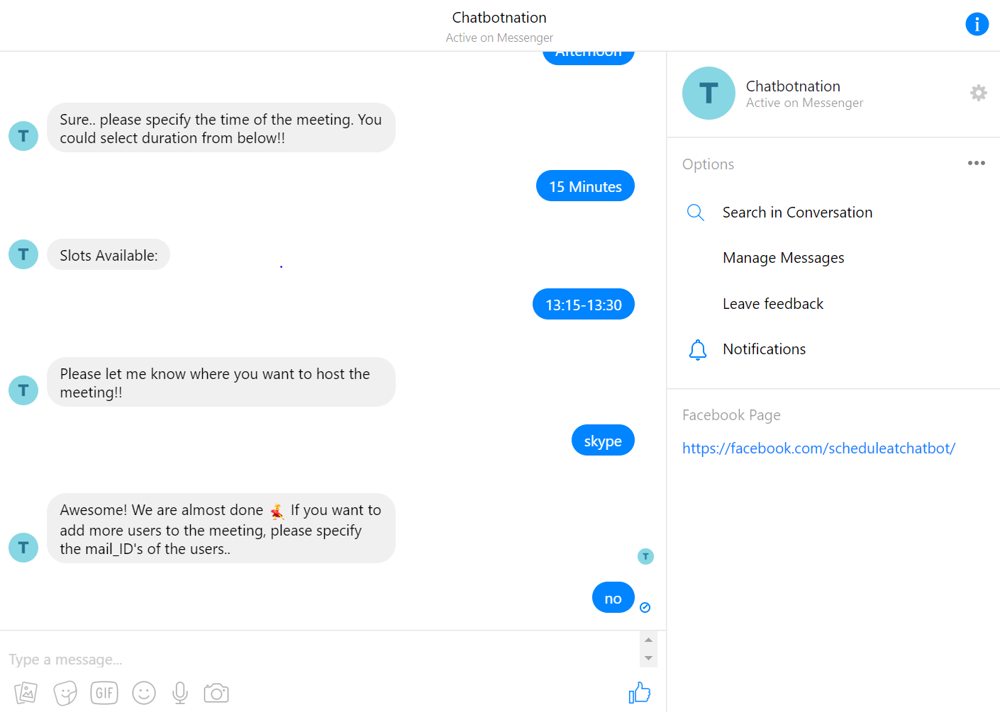 Chatbotnation
Active on Messenger
i
Afternoon
T
Chatbotnation
Active on Messenger
Sure.. please specify the time of the meeting. You
could select duration from below!!
T
15 Minutes
T
Slots Available:
13:15-13:30
Please let me know where you want to host the
meeting!!
T
skype
Awesome! We are almost done 💃 If you want to
add more users to the meeting, please specify
the mail_ID's of the users..
T
T
no
Type a message...
GIF
Options
Search in Conversation
Manage Messages
Leave feedback
Notifications
Facebook Page
https://facebook.com/scheduleatchatbot/